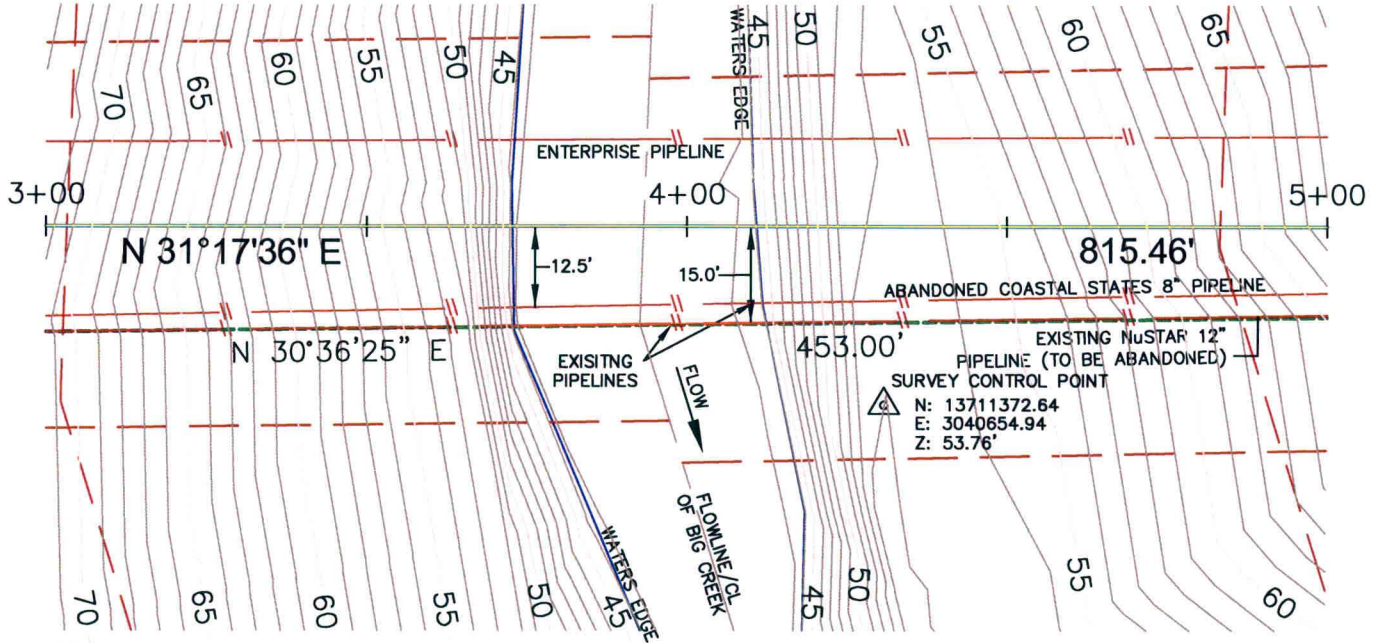 70
65
60
55
50
45
WATERS EDGE
45
50
55
60
65
ENTERPRISE PIPELINE
3+00
4+00
5+00
N 31°17'36" E
12.5'
15.0'
815.46'
ABANDONED COASTAL STATES 8" PIPELINE
N 30°36'25" E
EXISITNG
PIPELINES
453.00'
EXISTING NuSTAR 12"
PIPELINE (TO BE ABANDONED)
FLOW
SURVEY CONTROL POINT
N: 13711372.64
E: 3040654.94
Z: 53.76'
FLOWLINE/CL
OF BIG CREEK
WATERS EDGE
70
65
60
55
50
45
45
50
55
60